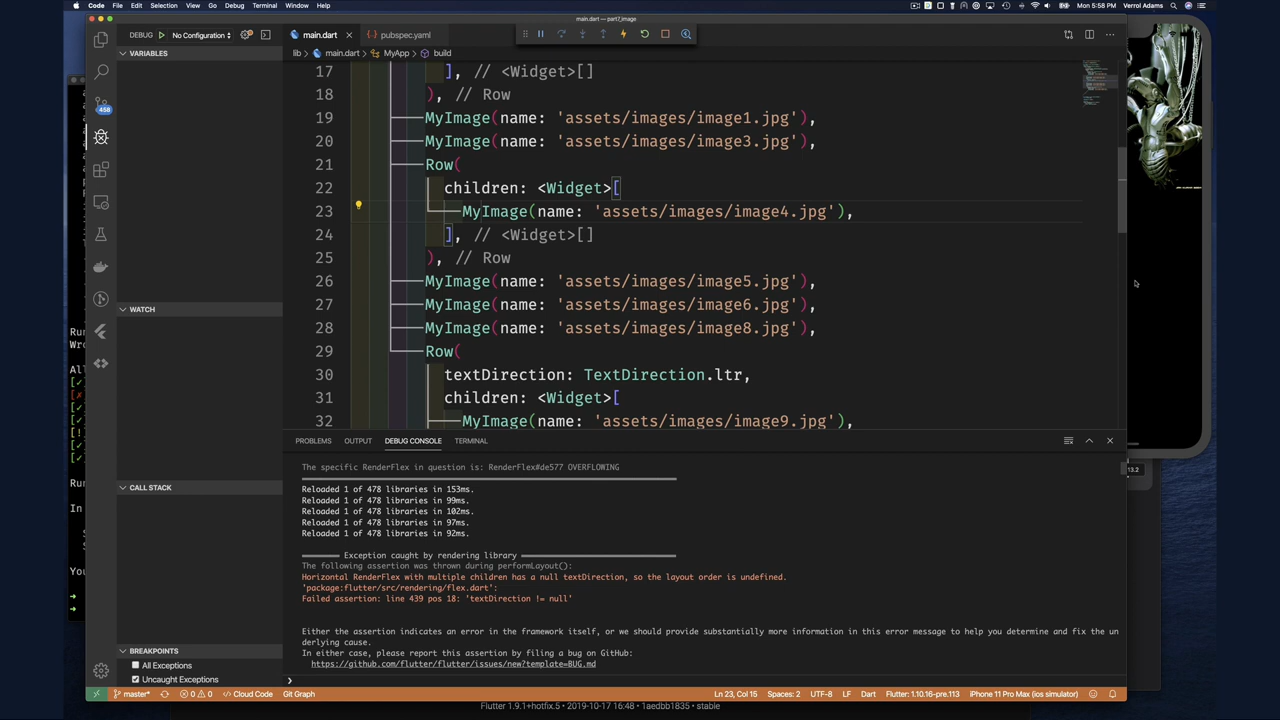 Code File Edit Selection View Go Debug Terminal Window Help
Mon 5:58 PM Verrol Adams
main.dart — part7_image
DEBUG No Configuration
main.dart pubspec.yaml
lib main.dart MyApp build
VARIABLES
17 ], // <Widget>[]
18 ), // Row
19 MyImage(name: 'assets/images/image1.jpg'),
20 MyImage(name: 'assets/images/image3.jpg'),
21 Row(
22 children: <Widget>[
23 MyImage(name: 'assets/images/image4.jpg'),
24 ], // <Widget>[]
25 ), // Row
26 MyImage(name: 'assets/images/image5.jpg'),
27 MyImage(name: 'assets/images/image6.jpg'),
28 MyImage(name: 'assets/images/image8.jpg'),
29 Row(
30 textDirection: TextDirection.ltr,
31 children: <Widget>[
32 MyImage(name: 'assets/images/image9.jpg'),
458
WATCH
CALL STACK
BREAKPOINTS
All Exceptions
Uncaught Exceptions
Run
Wro
Al
Run
In
You
PROBLEMS OUTPUT DEBUG CONSOLE TERMINAL
The specific RenderFlex in question is: RenderFlex#de577 OVERFLOWING
Reloaded 1 of 478 libraries in 153ms.
Reloaded 1 of 478 libraries in 99ms.
Reloaded 1 of 478 libraries in 102ms.
Reloaded 1 of 478 libraries in 97ms.
Reloaded 1 of 478 libraries in 92ms.
Exception caught by rendering library
The following assertion was thrown during performLayout():
Horizontal RenderFlex with multiple children has a null textDirection, so the layout order is undefined.
'package:flutter/src/rendering/flex.dart':
Failed assertion: line 439 pos 18: 'textDirection != null'
Either the assertion indicates an error in the framework itself, or we should provide substantially more information in this error message to help you determine and fix the un
derlying cause.
In either case, please report this assertion by filing a bug on GitHub:
https://github.com/flutter/flutter/issues/new?template=BUG.md
13.2
master* 0 0 Cloud Code Git Graph
Ln 23, Col 15 Spaces: 2 UTF-8 LF Dart Flutter: 1.10.16-pre.113 iPhone 11 Pro Max (ios simulator)
Flutter 1.9.1+hotfix.5 • 2019-10-17 16:48 • 1aedbb1835 • stable